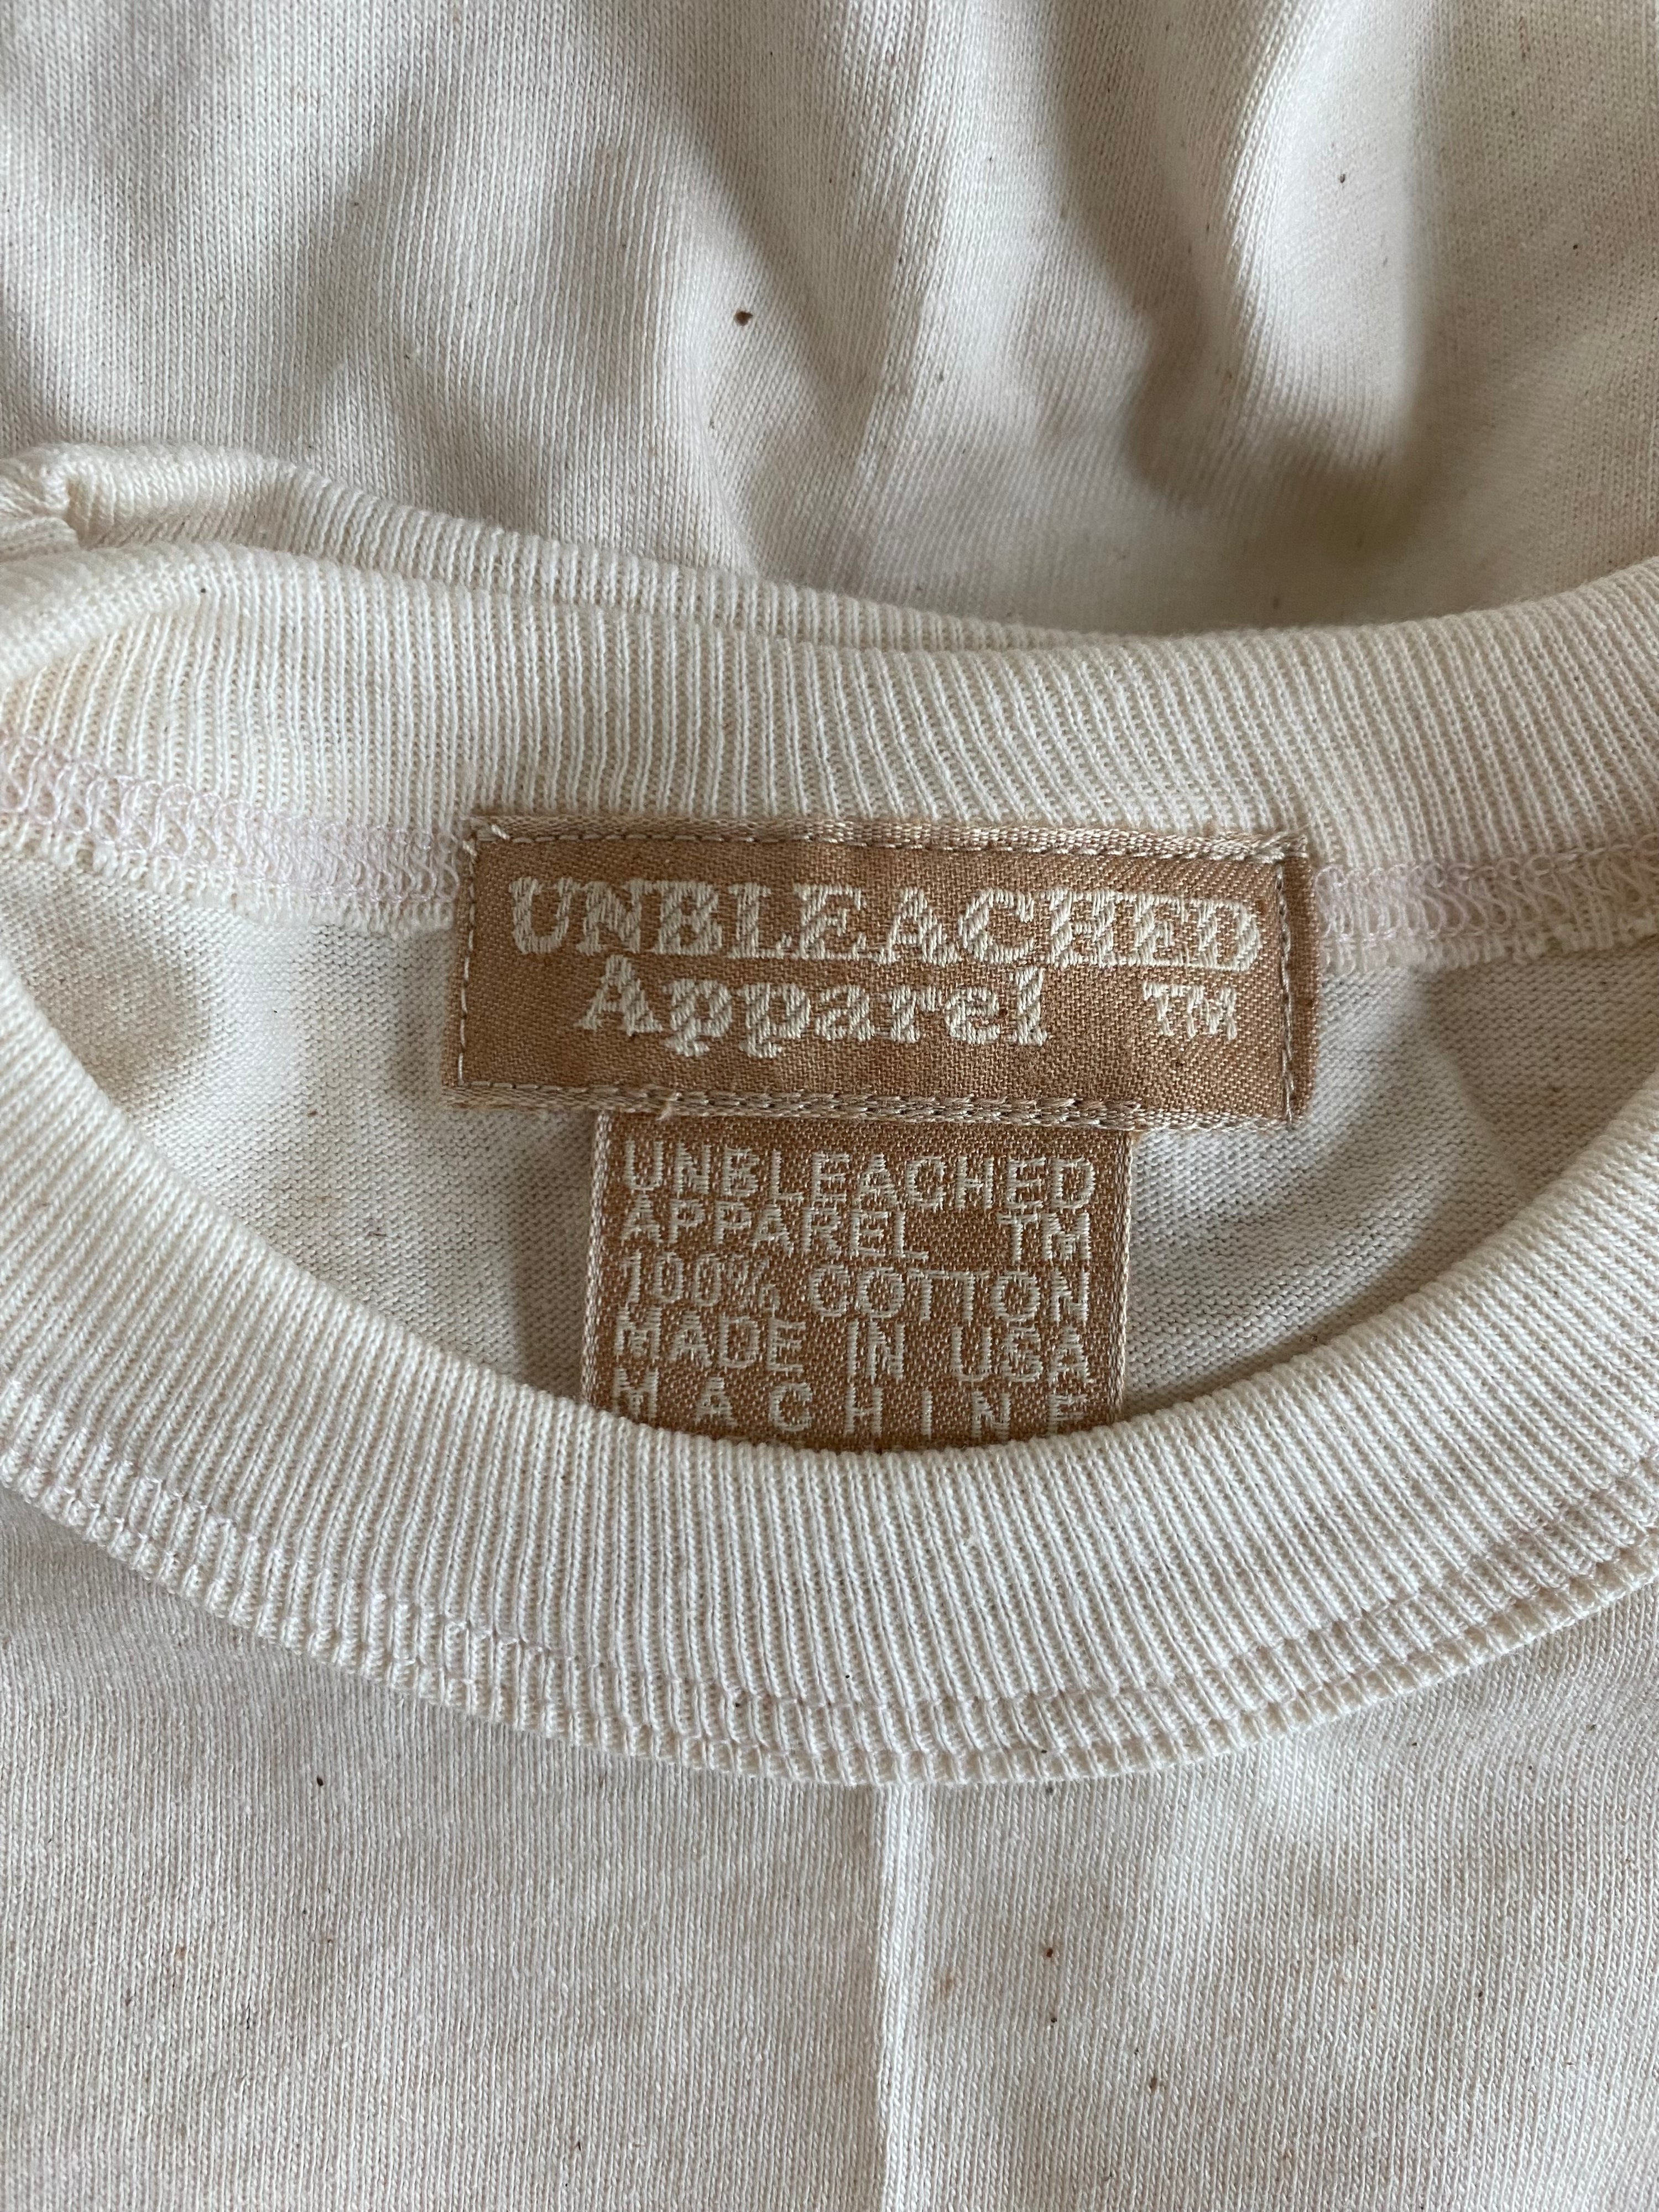 UNBLEACHED
Apparel TM
UNBLEACHED
APPAREL TM
100% COTTON
MADE IN USA
MACHINE